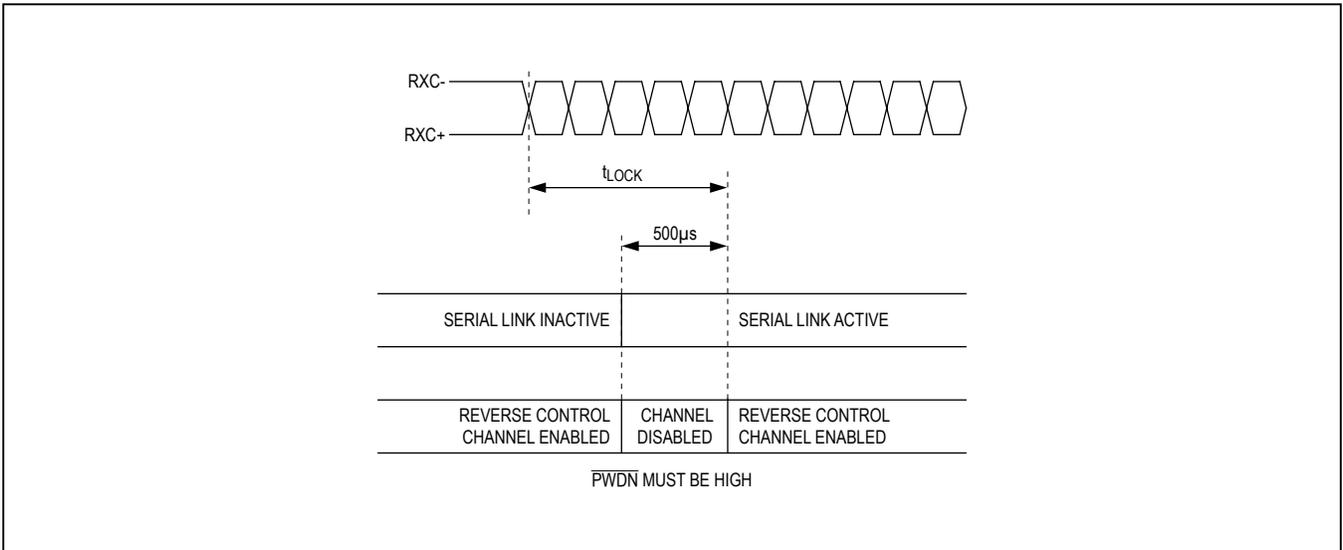 RXC-
RXC+
tLOCK
500µs
SERIAL LINK INACTIVE
SERIAL LINK ACTIVE
REVERSE CONTROL
CHANNEL ENABLED
CHANNEL
DISABLED
REVERSE CONTROL
CHANNEL ENABLED
PWDN MUST BE HIGH